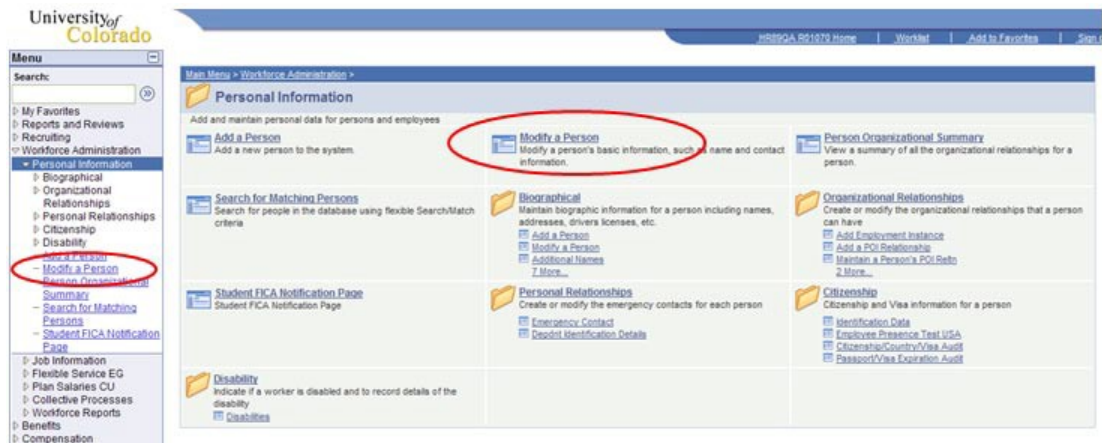 University of
Colorado
HR89QA R01070 Home | Worklist | Add to Favorites | Sign
Menu
Search:
My Favorites
Reports and Reviews
Recruiting
Workforce Administration
Personal Information
Biographical
Organizational
Relationships
Personal Relationships
Citizenship
Disability
Add a Person
Modify a Person
Person Organizational
Summary
Search for Matching
Persons
Student FICA Notification
Page
Job Information
Flexible Service EG
Plan Salaries CU
Collective Processes
Workforce Reports
Benefits
Compensation
Main Menu > Workforce Administration >
Personal Information
Add and maintain personal data for persons and employees
Add a Person
Add a new person to the system.
Modify a Person
Modify a person's basic information, such as name and contact
information.
Person Organizational Summary
View a summary of all the organizational relationships for a
person.
Search for Matching Persons
Search for people in the database using flexible Search/Match
criteria
Biographical
Maintain biographic information for a person including names,
addresses, drivers licenses, etc.
Add a Person
Modify a Person
Additional Names
7 More...
Organizational Relationships
Create or modify the organizational relationships that a person
can have
Add Employment Instance
Add a POI Relationship
Maintain a Person's POI Reltn
2 More...
Student FICA Notification Page
Student FICA Notification Page
Personal Relationships
Create or modify the emergency contacts for each person
Emergency Contact
Depdnt Identification Details
Citizenship
Citizenship and Visa information for a person
Identification Data
Employee Presence Test USA
Citizenship/Country/Visa Audit
Passport/Visa Expiration Audit
Disability
Indicate if a worker is disabled and to record details of the
disability
Disabilities